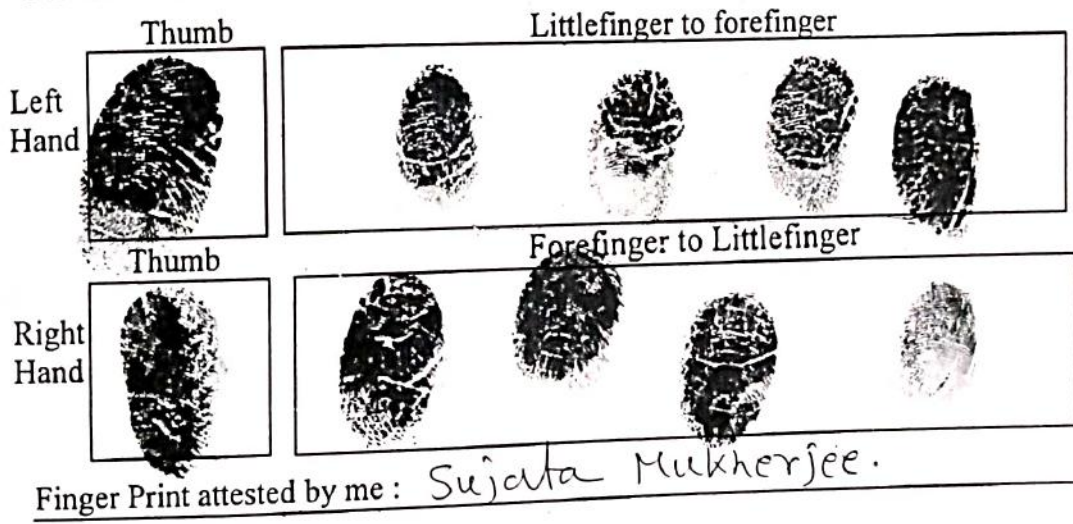 Thumb Littlefinger to forefinger
Left
Hand
Thumb Forefinger to Littlefinger
Right
Hand
Finger Print attested by me : Sujata Mukherjee.